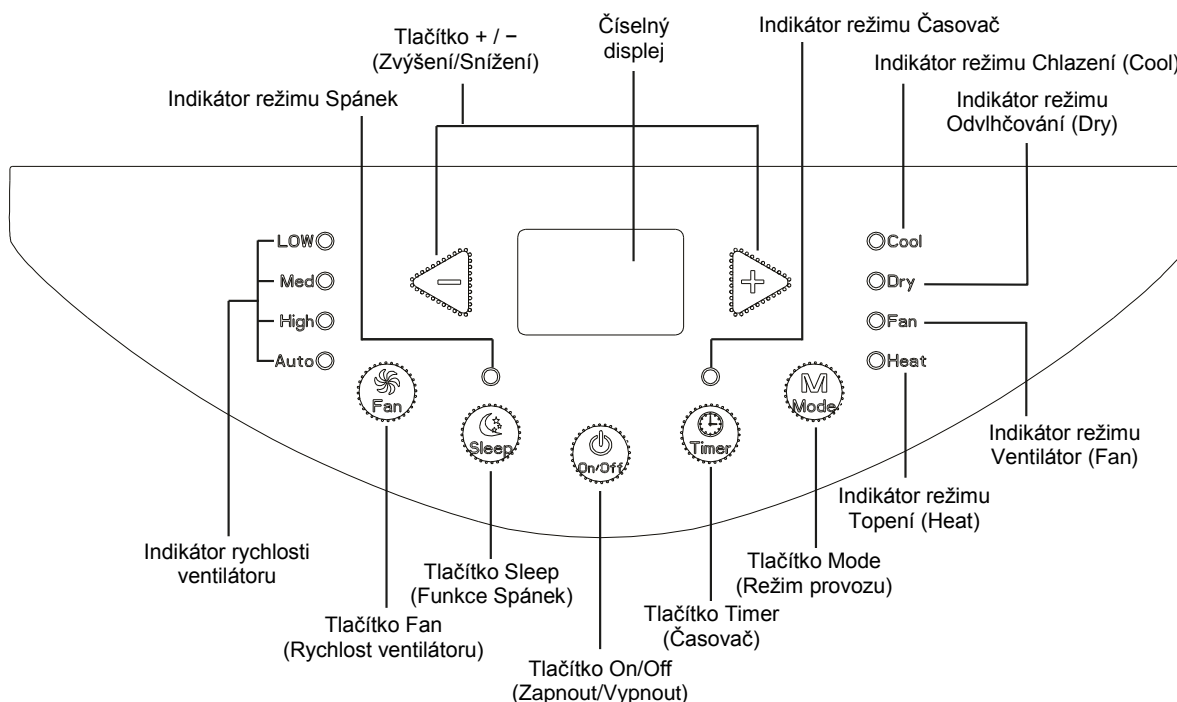 Tlačítko + / −
(Zvýšení/Snížení)
Číselný
displej
Indikátor režimu Časovač
Indikátor režimu Chlazení (Cool)
Indikátor režimu Spánek
Indikátor režimu
Odvlhčování (Dry)
LOW
Med
High
Auto
−
+
Cool
Dry
Fan
Heat
Fan
Sleep
On/Off
Timer
M
Mode
Indikátor režimu
Ventilátor (Fan)
Indikátor režimu
Topení (Heat)
Indikátor rychlosti
ventilátoru
Tlačítko Sleep
(Funkce Spánek)
Tlačítko Mode
(Režim provozu)
Tlačítko Fan
(Rychlost ventilátoru)
Tlačítko Timer
(Časovač)
Tlačítko On/Off
(Zapnout/Vypnout)